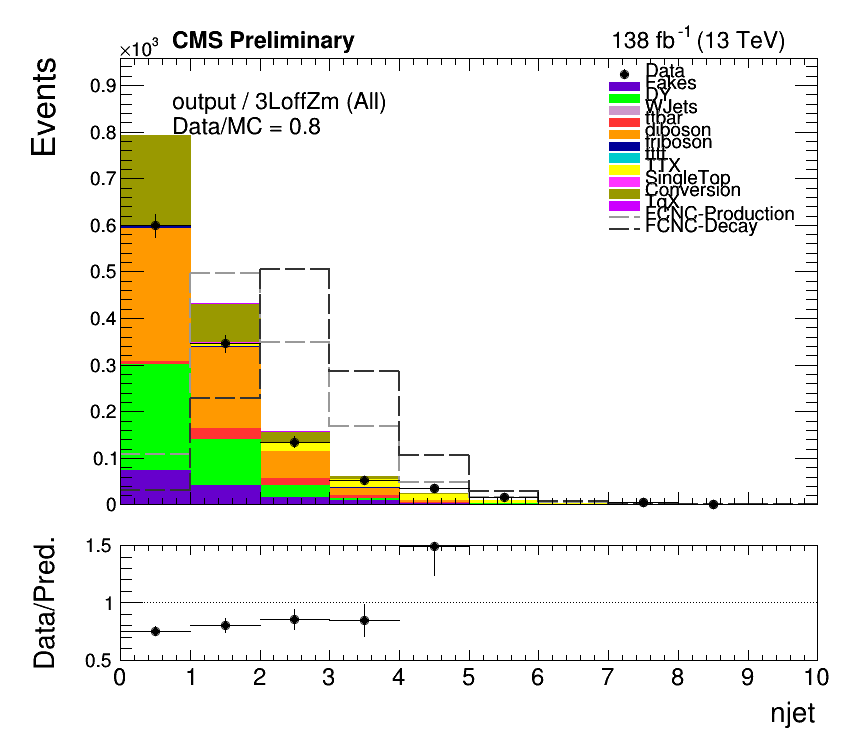 ×10³
CMS Preliminary
138 fb⁻¹ (13 TeV)
Events
output / 3LoffZm (All)
Data/MC = 0.8
Data
Fakes
DY
WJets
ttbar
diboson
triboson
tttt
TTX
SingleTop
Conversion
TqX
FCNC-Production
FCNC-Decay
0.9
0.8
0.7
0.6
0.5
0.4
0.3
0.2
0.1
0
Data/Pred.
1.5
1
0.5
0 1 2 3 4 5 6 7 8 9 10
njet